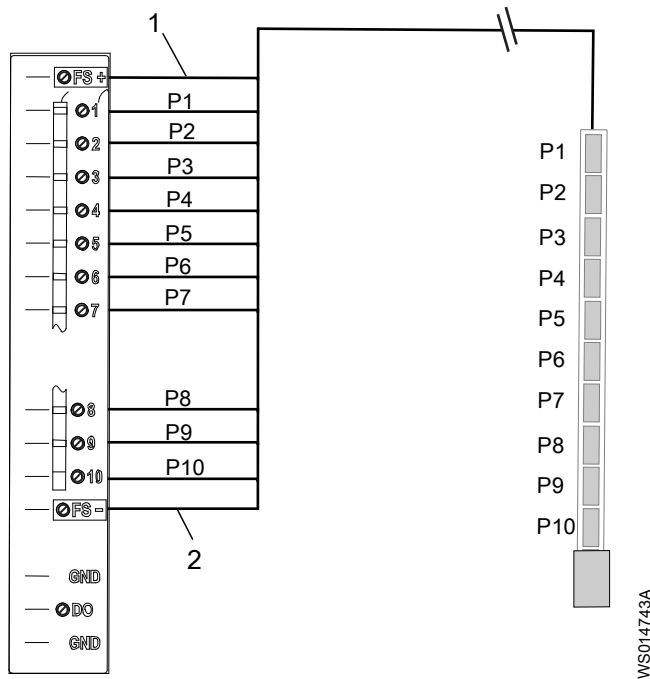 1
FS +
1 P1
2 P2
3 P3
4 P4
5 P5
6 P6
7 P7
8 P8
9 P9
10 P10
FS -
2
GND
DO
GND
P1
P2
P3
P4
P5
P6
P7
P8
P9
P10
WS014743A